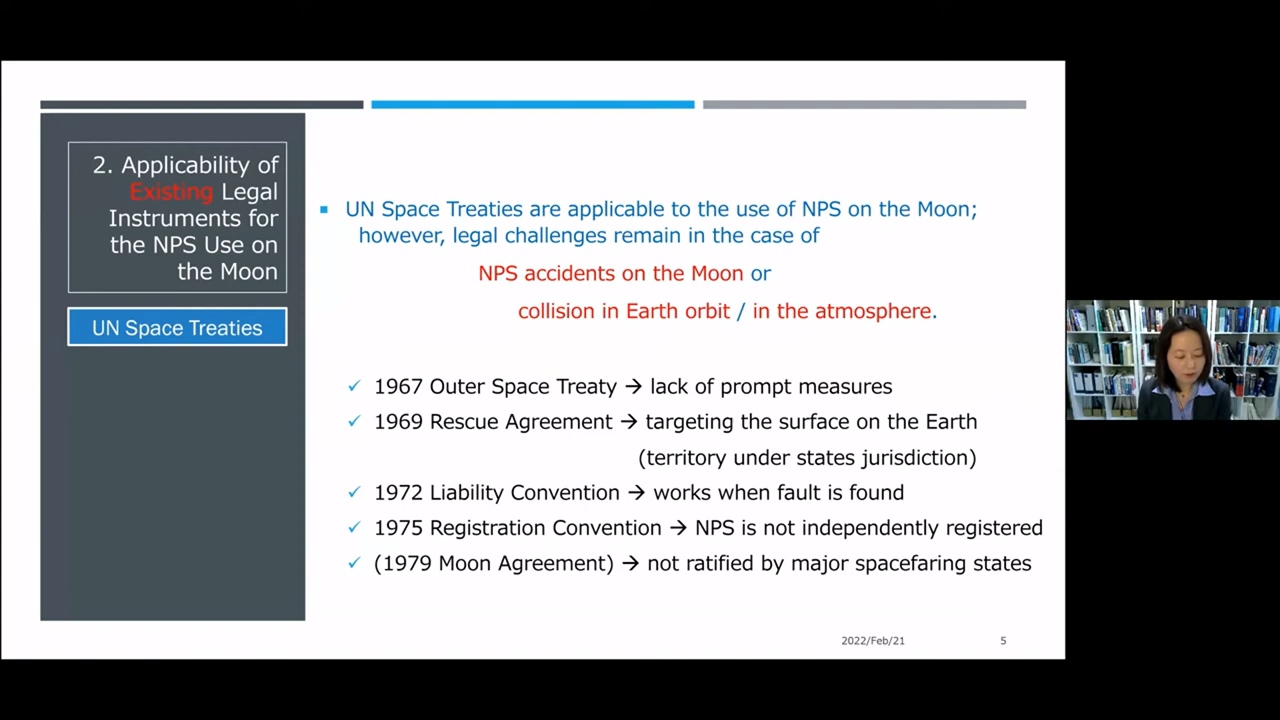 2. Applicability of
Existing Legal
Instruments for
the NPS Use on
the Moon
UN Space Treaties
UN Space Treaties are applicable to the use of NPS on the Moon;
however, legal challenges remain in the case of
NPS accidents on the Moon or
collision in Earth orbit / in the atmosphere.
1967 Outer Space Treaty → lack of prompt measures
1969 Rescue Agreement → targeting the surface on the Earth
(territory under states jurisdiction)
1972 Liability Convention → works when fault is found
1975 Registration Convention → NPS is not independently registered
(1979 Moon Agreement) → not ratified by major spacefaring states
2022/Feb/21
5